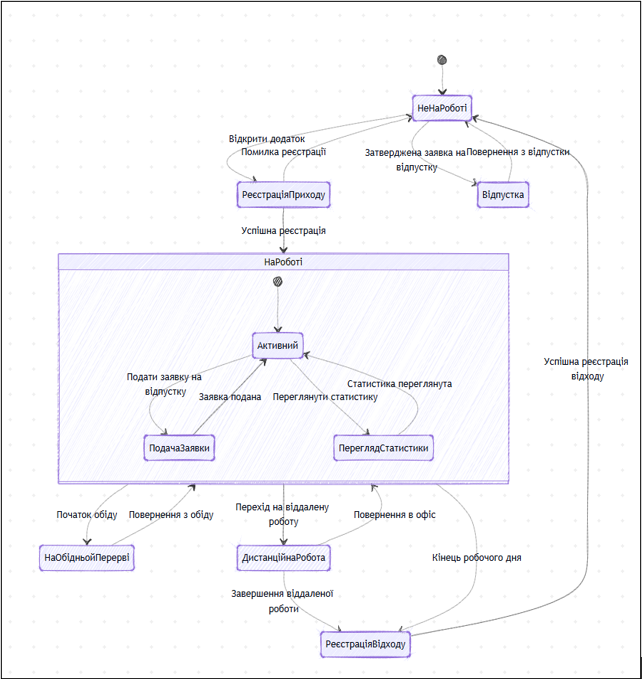 НеНаРоботі
Відкрити додаток
Помилка реєстрації
Затверджена заявка на
відпустку
Повернення з відпустки
РеєстраціяПриходу
Відпустка
Успішна реєстрація
НаРоботі
Активний
Подати заявку на
відпустку
Заявка подана
Переглянути статистику
Статистика переглянута
Успішна реєстрація
відходу
ПодачаЗаявки
ПереглядСтатистики
Початок обіду
Повернення з обіду
Перехід на віддалену
роботу
Повернення в офіс
НаОбідньойПерерві
ДистанційнаРобота
Кінець робочого дня
Завершення віддаленої
роботи
РеєстраціяВідходу